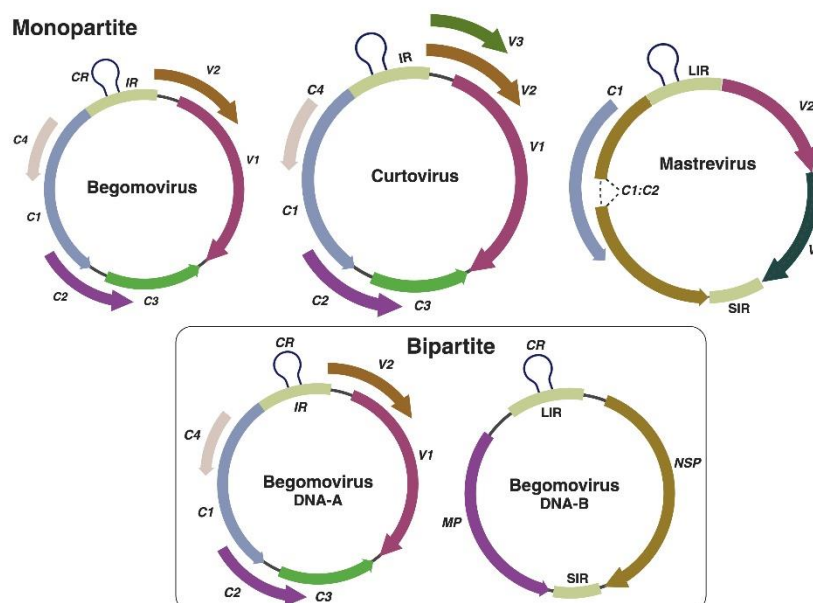 Monopartite
CR
IR
V2
C4
Begomovirus
V1
C1
C2
C3
IR
V3
V2
C4
Curtovirus
V1
C1
C2
C3
LIR
C1
V2
Mastrevirus
C1:C2
SIR
Bipartite
CR
IR
V2
C4
V1
Begomovirus
DNA-A
C1
C2
C3
CR
LIR
NSP
Begomovirus
DNA-B
MP
SIR